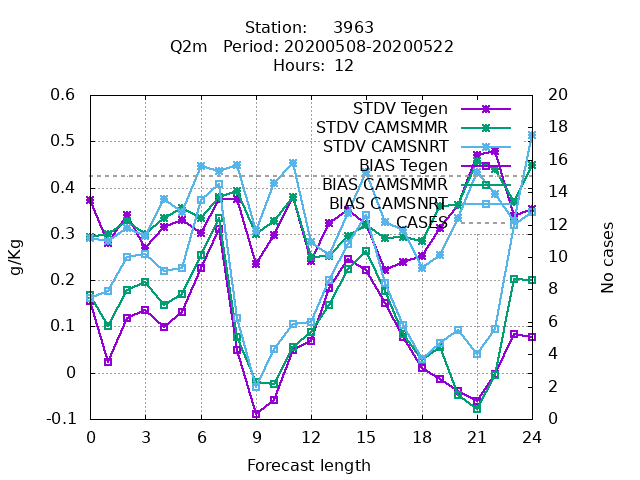 Station: 3963
Q2m Period: 20200508-20200522
Hours: 12
0.6
0.5
0.4
0.3
0.2
0.1
0
-0.1
g/Kg
20
18
16
14
12
10
8
6
4
2
0
No cases
STDV Tegen
STDV CAMSMMR
STDV CAMSNRT
BIAS Tegen
BIAS CAMSMMR
BIAS CAMSNRT
CASES
0 3 6 9 12 15 18 21 24
Forecast length